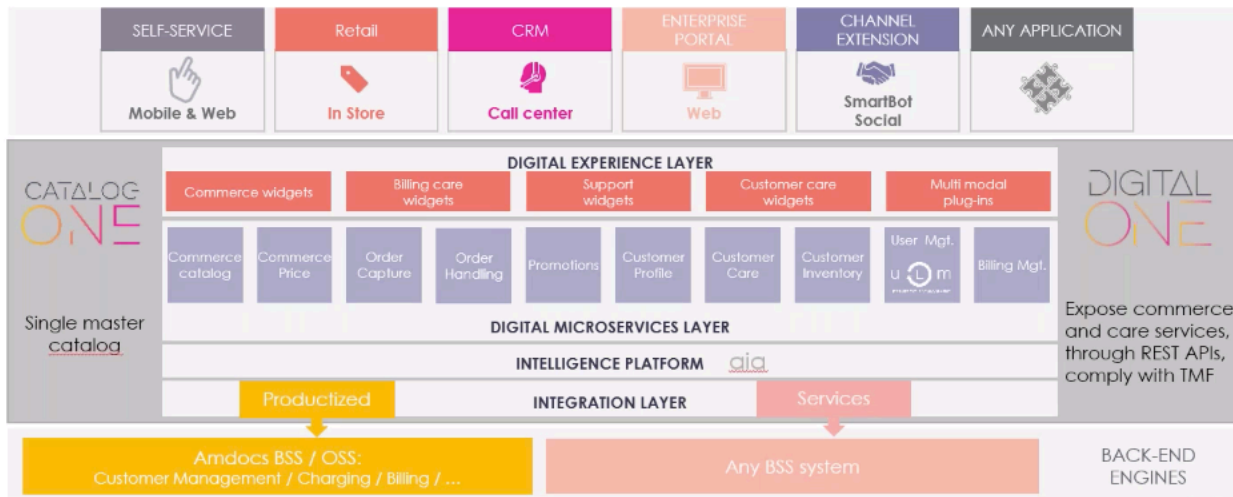 SELF-SERVICE
Mobile & Web
Retail
In Store
CRM
Call center
ENTERPRISE
PORTAL
Web
CHANNEL
EXTENSION
SmartBot
Social
ANY APPLICATION
CATALOG
ONE
Single master
catalog
DIGITAL EXPERIENCE LAYER
Commerce widgets
Billing care
widgets
Support
widgets
Customer care
widgets
Multi modal
plug-ins
Commerce
catalog
Commerce
Price
Order
Capture
Order
Handling
Promotions
Customer
Profile
Customer
Care
Customer
Inventory
User Mgt.
u L m
Billing Mgt.
DIGITAL MICROSERVICES LAYER
INTELLIGENCE PLATFORM aia
Productized
INTEGRATION LAYER
Services
DIGITAL
ONE
Expose commerce
and care services,
through REST APIs,
comply with TMF
Amdocs BSS / OSS:
Customer Management / Charging / Billing / ...
Any BSS system
BACK-END
ENGINES